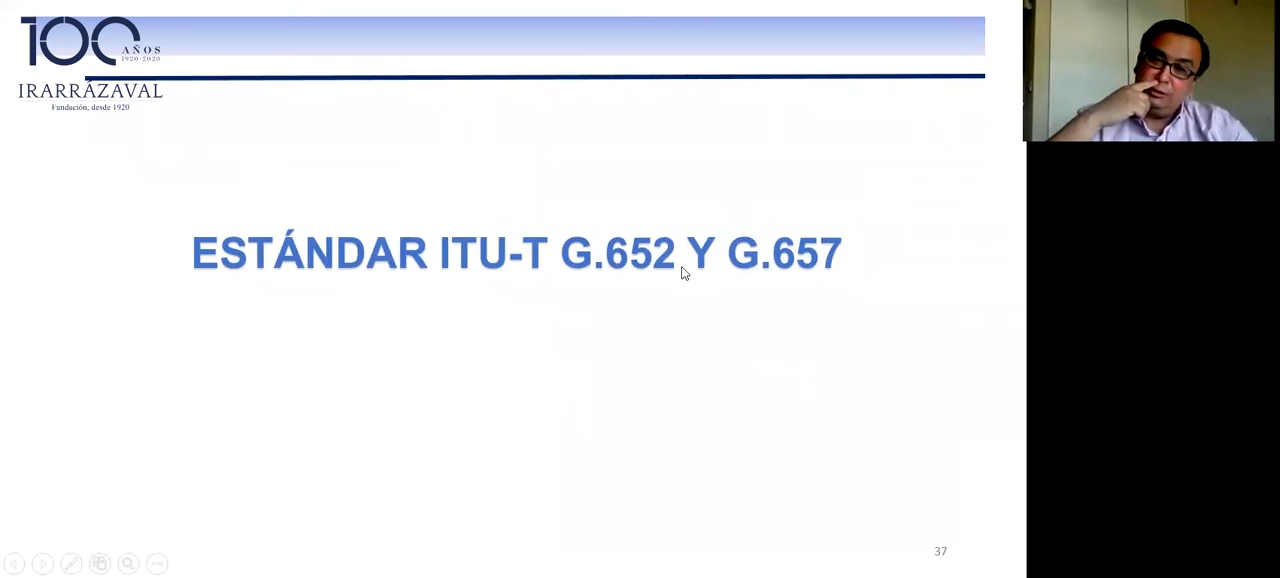 100
AÑOS
1920-2020
IRARRÁZAVAL
Fundación, desde 1920
ESTÁNDAR ITU-T G.652 Y G.657
37